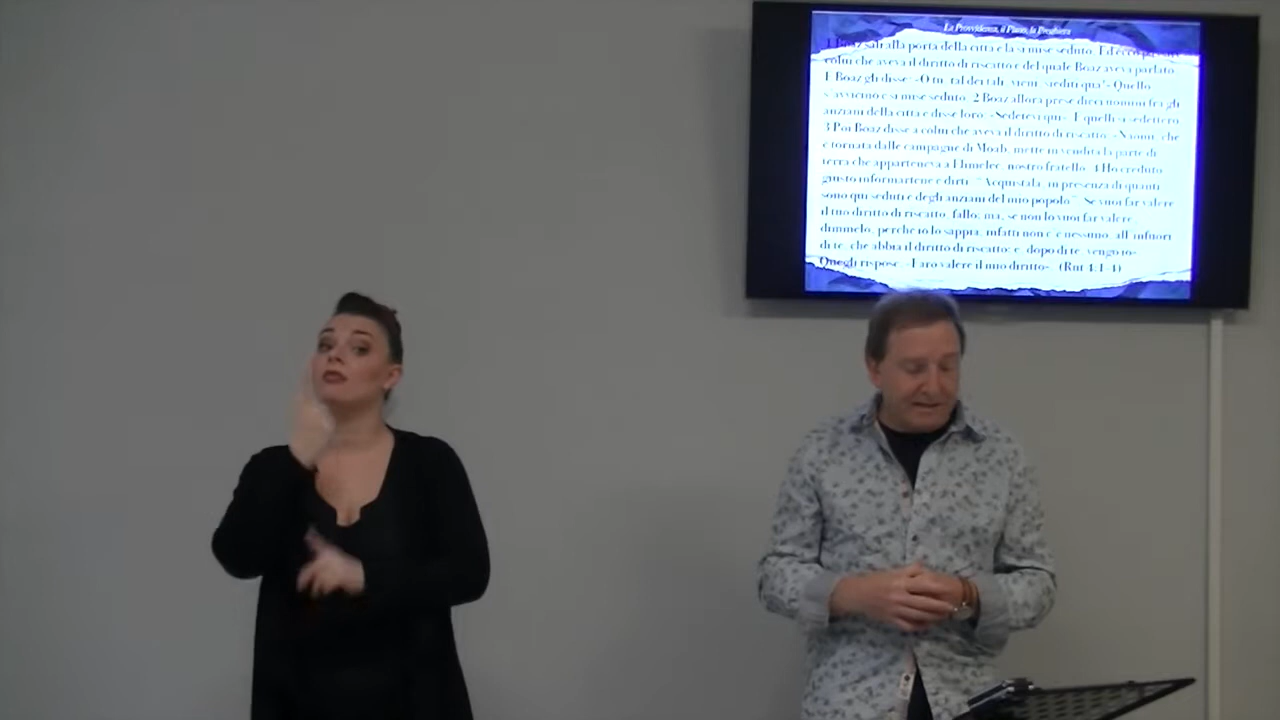 La Provvidenza, il Piano, la Preghiera
1 Boaz salì alla porta della città e là si mise seduto. Ed ecco passare
colui che aveva il diritto di riscatto e del quale Boaz aveva parlato.
E Boaz gli disse: «O tu, tal dei tali, vieni, siediti qua!» Quello
s'avvicinò e si mise seduto. 2 Boaz allora prese dieci uomini fra gli
anziani della città e disse loro: «Sedetevi qui». E quelli si sedettero.
3 Poi Boaz disse a colui che aveva il diritto di riscatto: «Naomi, che
è tornata dalle campagne di Moab, mette in vendita la parte di
terra che apparteneva a Elimelec, nostro fratello. 4 Ho creduto
giusto informartene e dirti: "Acquistala, in presenza di quanti
sono qui seduti e degli anziani del mio popolo". Se vuoi far valere
il tuo diritto di riscatto, fallo; ma, se non lo vuoi far valere,
dimmelo, perché io lo sappia; infatti non c'è nessuno, all'infuori
di te, che abbia il diritto di riscatto; e, dopo di te, vengo io».
Quegli rispose: «Farò valere il mio diritto». (Rut 4:1-4)